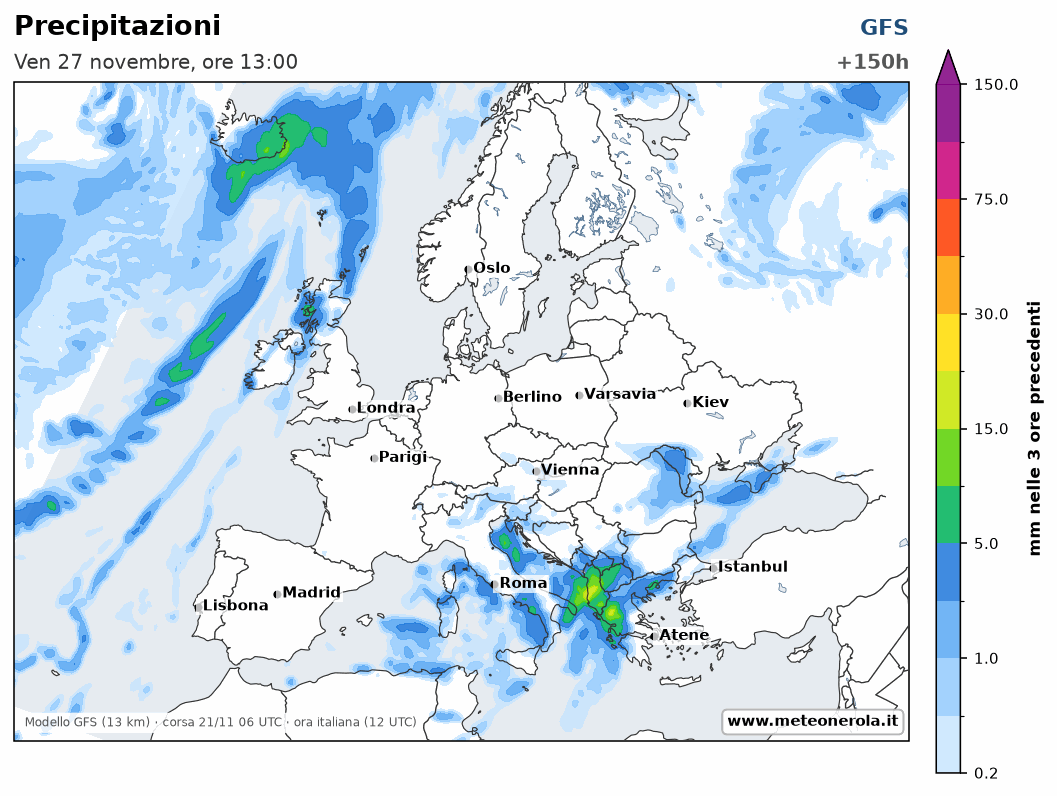 Precipitazioni
GFS
Ven 27 novembre, ore 13:00
+150h
150.0
75.0
30.0
15.0
5.0
1.0
0.2
mm nelle 3 ore precedenti
Oslo
Berlino
Varsavia
Kiev
Londra
Parigi
Vienna
Istanbul
Roma
Madrid
Lisbona
Atene
Modello GFS (13 km) · corsa 21/11 06 UTC · ora italiana (12 UTC)
www.meteonerola.it